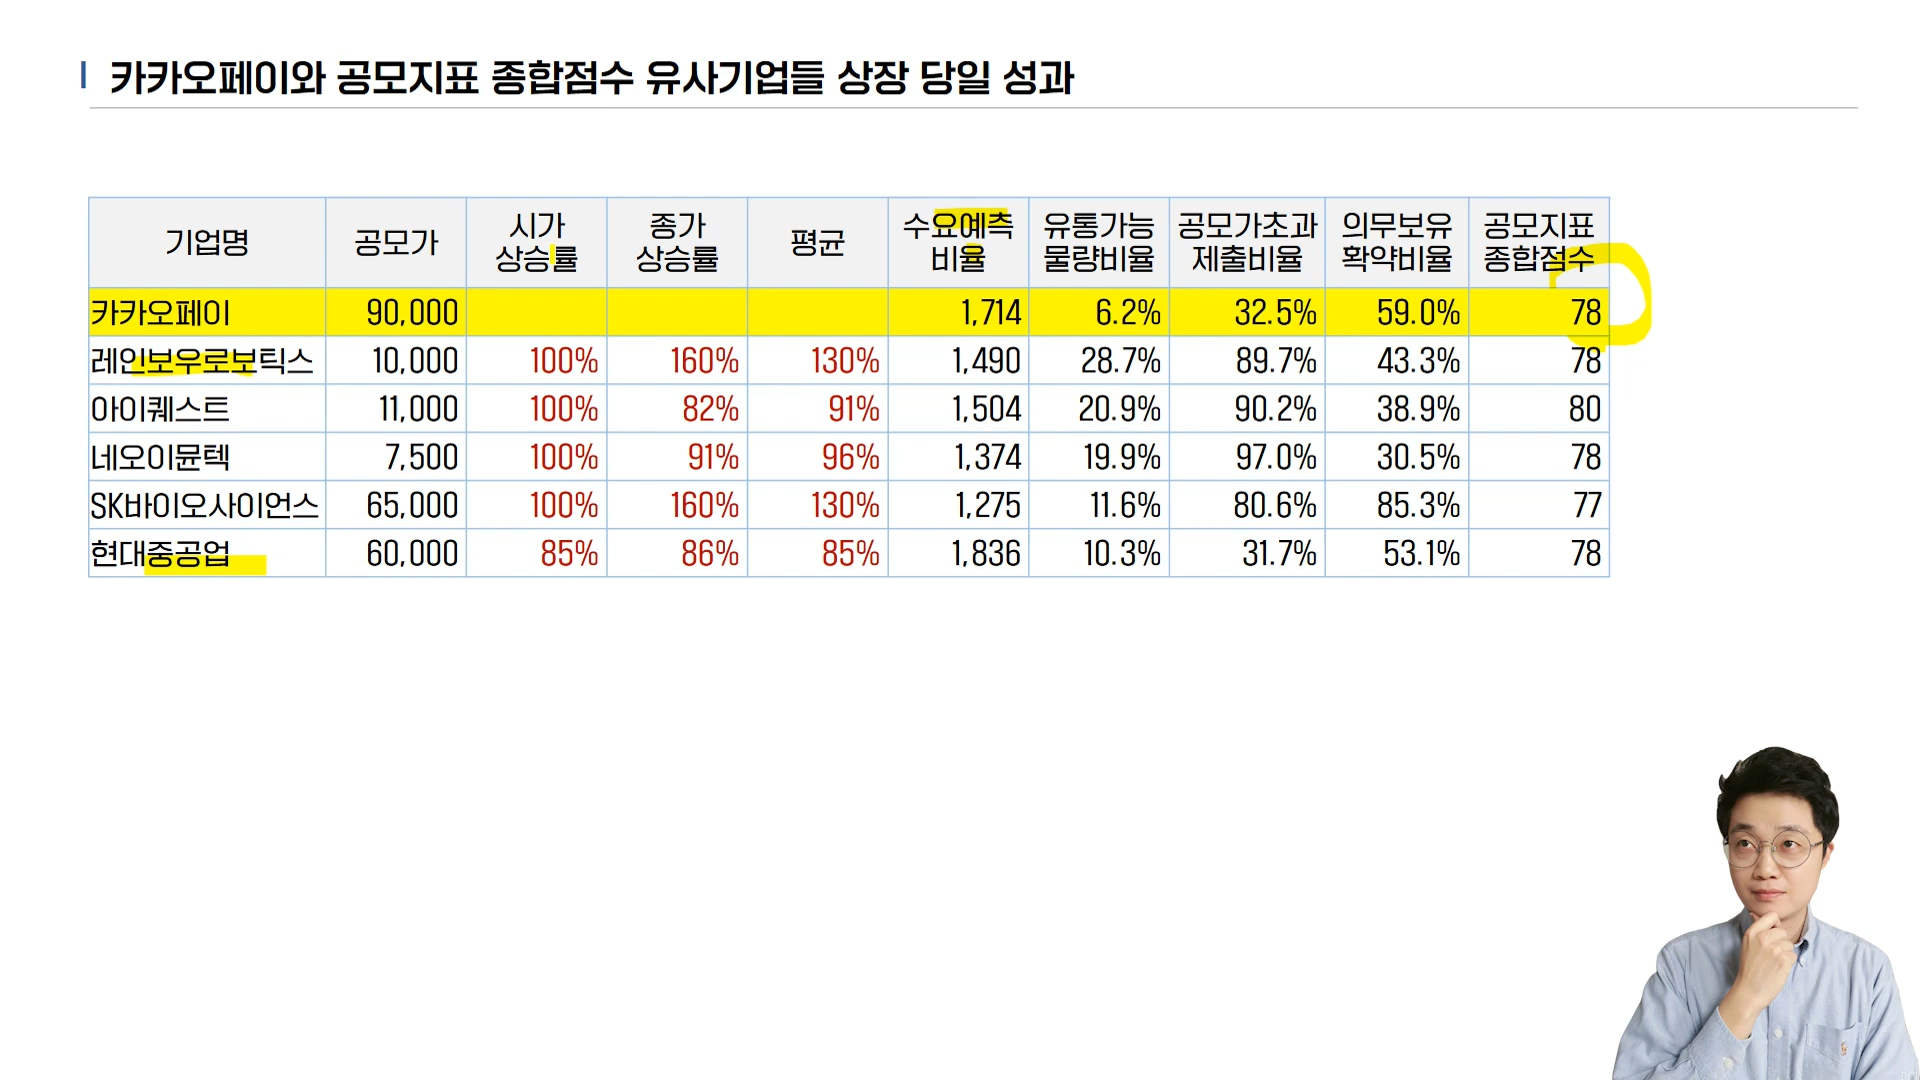 카카오페이와 공모지표 종합점수 유사기업들 상장 당일 성과
기업명 공모가 시가 상승률 종가 상승률 평균 수요예측 비율 유통가능 물량비율 공모가초과 제출비율 의무보유 확약비율 공모지표 종합점수
카카오페이 90,000 1,714 6.2% 32.5% 59.0% 78
레인보우로보틱스 10,000 100% 160% 130% 1,490 28.7% 89.7% 43.3% 78
아이퀘스트 11,000 100% 82% 91% 1,504 20.9% 90.2% 38.9% 80
네오이뮨텍 7,500 100% 91% 96% 1,374 19.9% 97.0% 30.5% 78
SK바이오사이언스 65,000 100% 160% 130% 1,275 11.6% 80.6% 85.3% 77
현대중공업 60,000 85% 86% 85% 1,836 10.3% 31.7% 53.1% 78